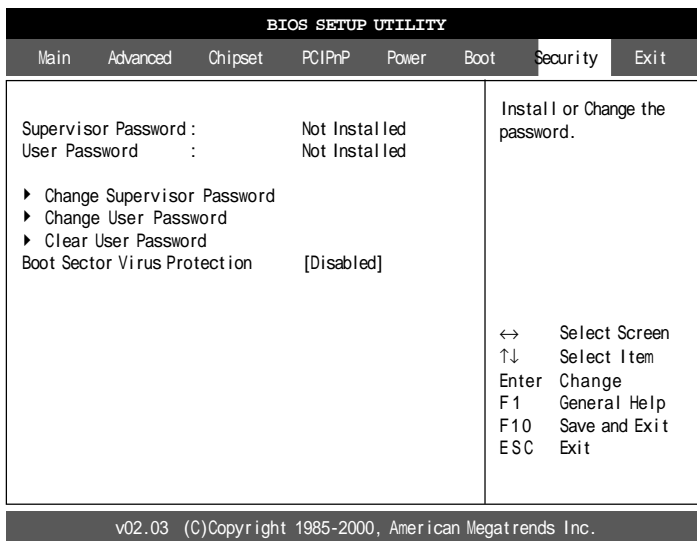 BIOS SETUP UTILITY
Main Advanced Chipset PCIPnP Power Boot Security Exit
Supervisor Password : Not Installed
User Password : Not Installed
Change Supervisor Password
Change User Password
Clear User Password
Boot Sector Virus Protection [Disabled]
Install or Change the
password.
↔ Select Screen
↑↓ Select Item
Enter Change
F1 General Help
F10 Save and Exit
ESC Exit
v02.03 (C)Copyright 1985-2000, American Megatrends Inc.